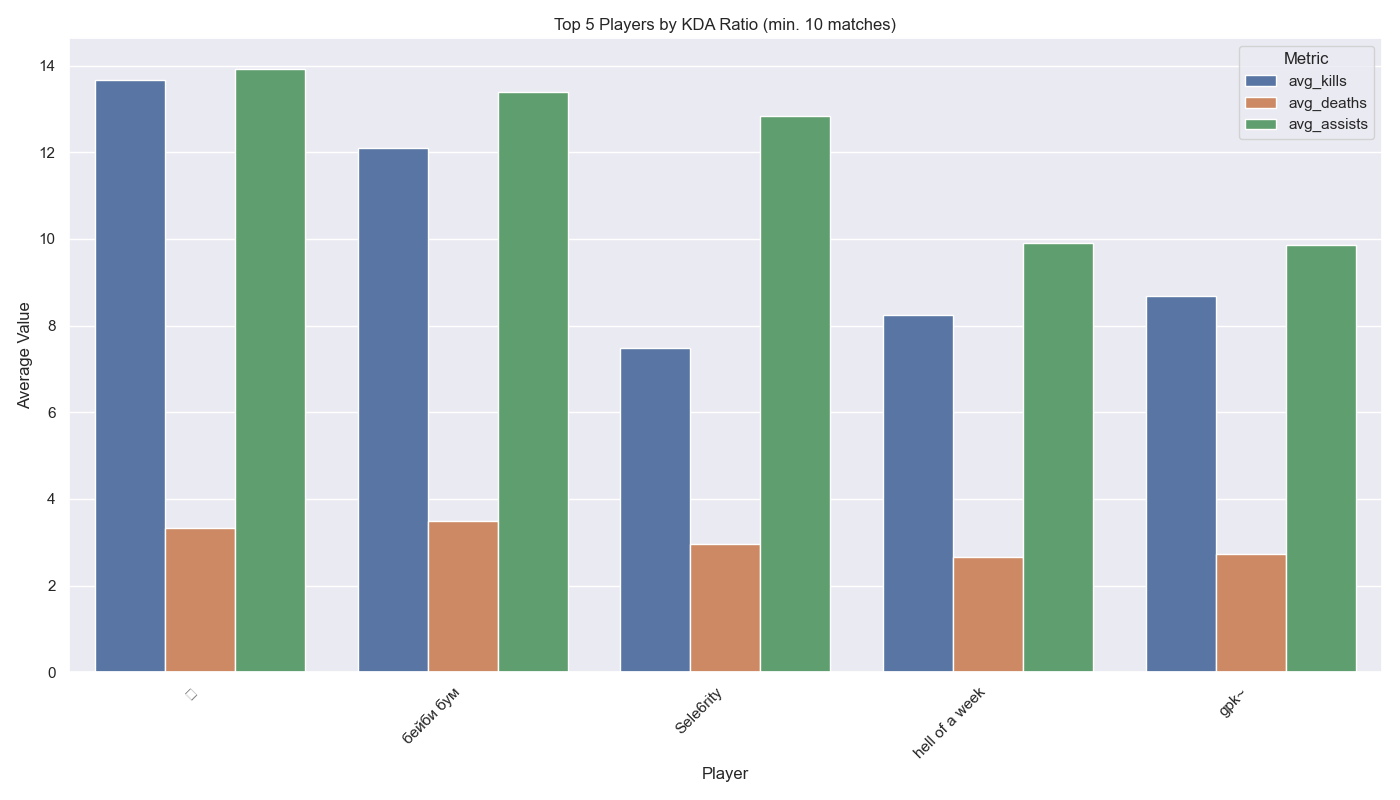 Top 5 Players by KDA Ratio (min. 10 matches)
Metric
avg_kills
avg_deaths
avg_assists
14
12
10
8
6
4
2
0
Average Value
бейби бум
Sele6rity
hell of a week
gpk~
Player